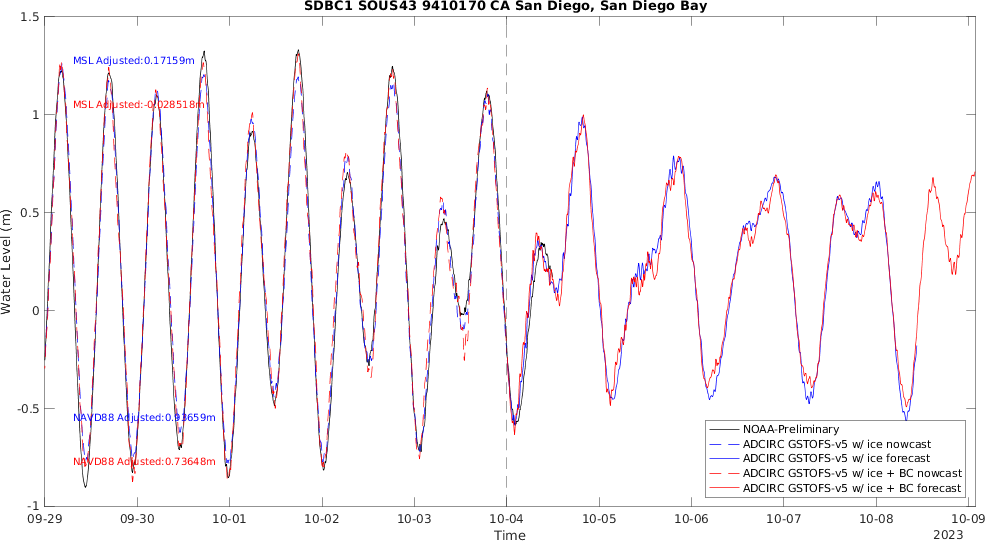 SDBC1 SOUS43 9410170 CA San Diego, San Diego Bay
1.5
1
0.5
0
-0.5
-1
Water Level (m)
MSL Adjusted:0.17159m
MSL Adjusted:-0.028518m
NAVD88 Adjusted:0.93659m
NAVD88 Adjusted:0.73648m
NOAA-Preliminary
ADCIRC GSTOFS-v5 w/ ice nowcast
ADCIRC GSTOFS-v5 w/ ice forecast
ADCIRC GSTOFS-v5 w/ ice + BC nowcast
ADCIRC GSTOFS-v5 w/ ice + BC forecast
09-29 09-30 10-01 10-02 10-03 10-04 10-05 10-06 10-07 10-08 10-09
Time
2023